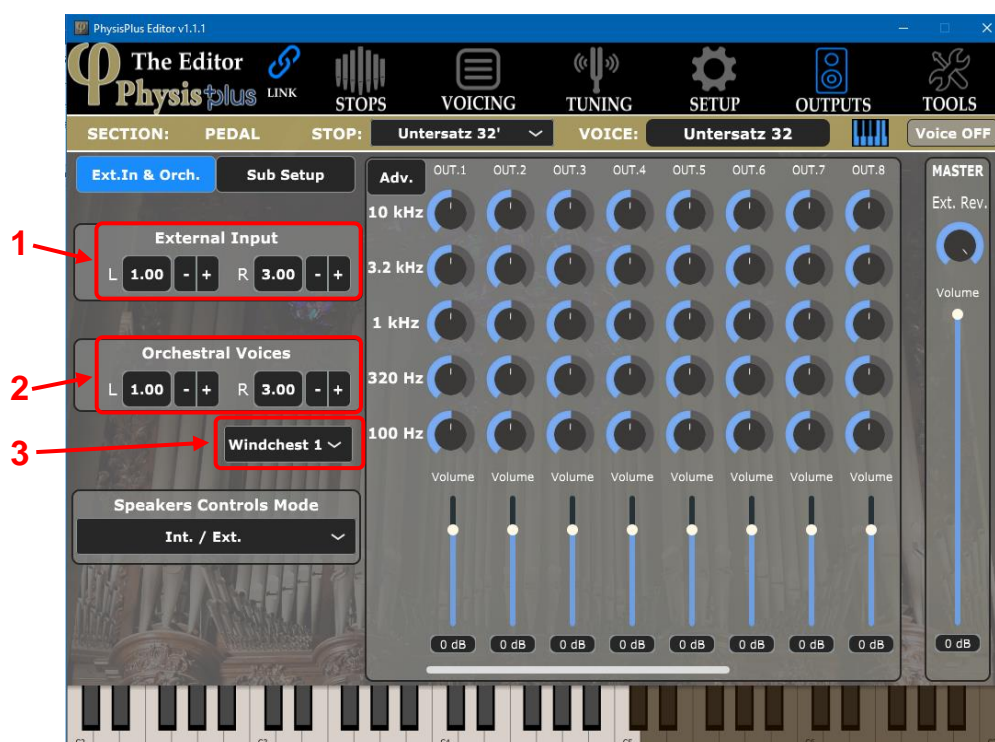 PhysisPlus Editor v1.1.1
The Editor
Physis plus
LINK
STOPS
VOICING
TUNING
SETUP
OUTPUTS
TOOLS
SECTION: PEDAL STOP: Untersatz 32' VOICE: Untersatz 32 Voice OFF
Ext.In & Orch. Sub Setup
Adv. OUT.1 OUT.2 OUT.3 OUT.4 OUT.5 OUT.6 OUT.7 OUT.8
MASTER
Ext. Rev.
10 kHz
1
External Input
L 1.00 - + R 3.00 - +
3.2 kHz
Volume
1 kHz
2
Orchestral Voices
L 1.00 - + R 3.00 - +
320 Hz
3
Windchest 1
100 Hz
Volume Volume Volume Volume Volume Volume Volume Volume
Speakers Controls Mode
Int. / Ext.
0 dB 0 dB 0 dB 0 dB 0 dB 0 dB 0 dB 0 dB 0 dB